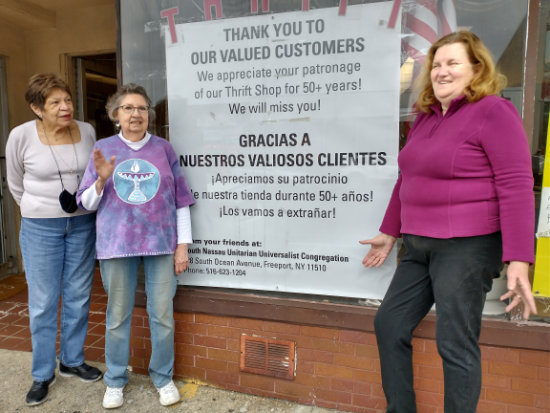 THRIFT
THANK YOU TO
OUR VALUED CUSTOMERS
We appreciate your patronage
of our Thrift Shop for 50+ years!
We will miss you!
GRACIAS A
NUESTROS VALIOSOS CLIENTES
¡Apreciamos su patrocinio
de nuestra tienda durante 50+ años!
¡Los vamos a extrañar!
From your friends at:
South Nassau Unitarian Universalist Congregation
228 South Ocean Avenue, Freeport, NY 11510
Phone: 516-623-1204